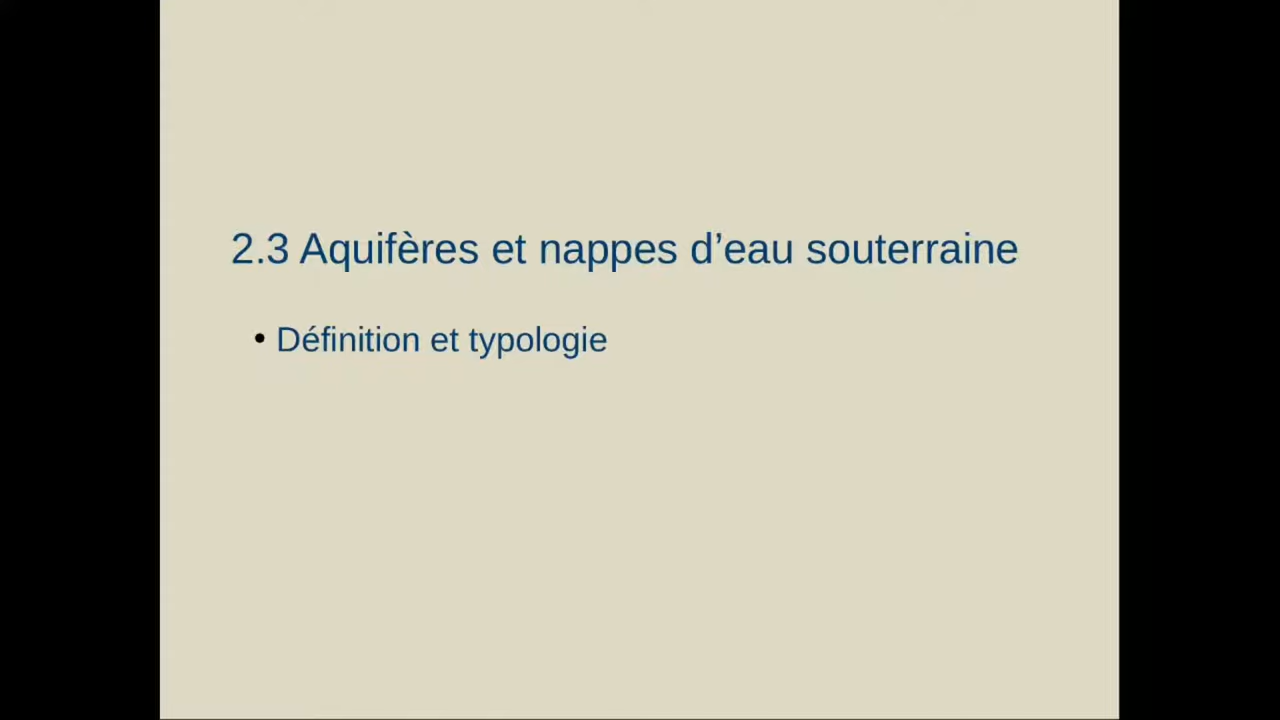 2.3 Aquifères et nappes d’eau souterraine
• Définition et typologie